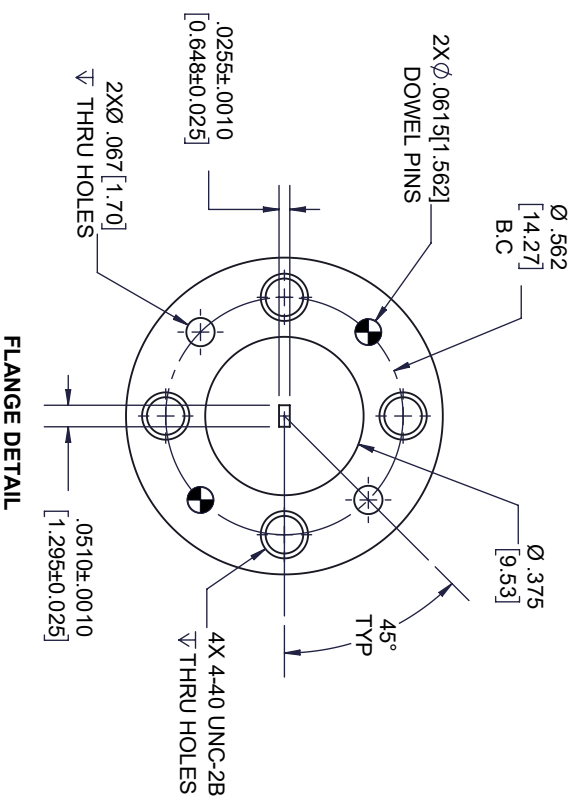 Ø .562
[14.27]
B.C
2XØ .0615[1.562]
DOWEL PINS
.0255±.0010
[0.648±0.025]
2XØ .067[1.70]
↧ THRU HOLES
Ø .375
[9.53]
45°
TYP
4X 4-40 UNC-2B
↧ THRU HOLES
.0510±.0010
[1.295±0.025]
FLANGE DETAIL